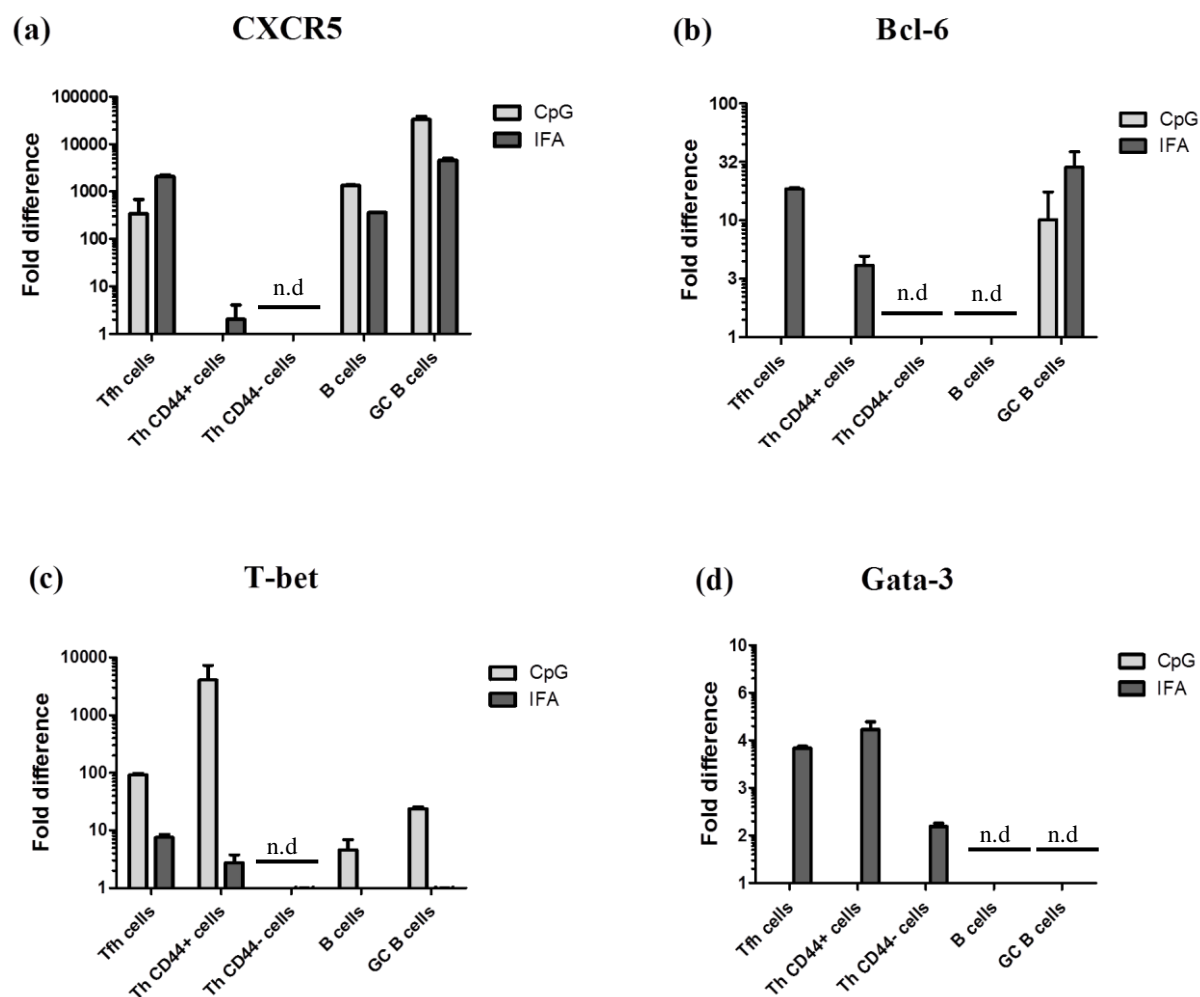 (a) CXCR5
Fold difference
100000
10000
1000
100
10
1
n.d
CpG
IFA
Tfh cells
Th CD44+ cells
Th CD44- cells
B cells
GC B cells
(b) Bcl-6
Fold difference
100
32
10
3
1
n.d
n.d
CpG
IFA
Tfh cells
Th CD44+ cells
Th CD44- cells
B cells
GC B cells
(c) T-bet
Fold difference
10000
1000
100
10
1
n.d
CpG
IFA
Tfh cells
Th CD44+ cells
Th CD44- cells
B cells
GC B cells
(d) Gata-3
Fold difference
10
6
4
3
2
1
n.d
n.d
CpG
IFA
Tfh cells
Th CD44+ cells
Th CD44- cells
B cells
GC B cells